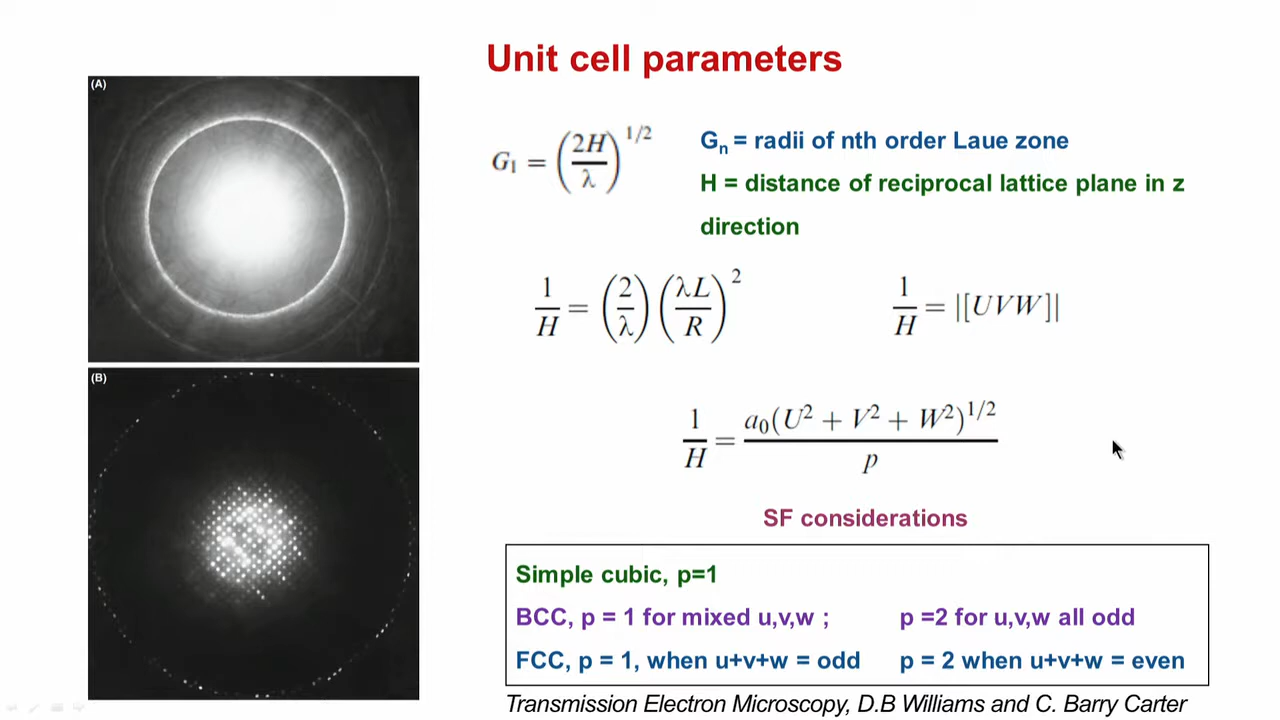 Unit cell parameters
(A)
G₁ = (2H/λ)^1/2
Gₙ = radii of nth order Laue zone
H = distance of reciprocal lattice plane in z
direction
1/H = (2/λ)(λL/R)²
1/H = |[UVW]|
(B)
1/H = a₀(U² + V² + W²)^1/2/p
SF considerations
Simple cubic, p=1
BCC, p = 1 for mixed u,v,w ; p =2 for u,v,w all odd
FCC, p = 1, when u+v+w = odd p = 2 when u+v+w = even
Transmission Electron Microscopy, D.B Williams and C. Barry Carter